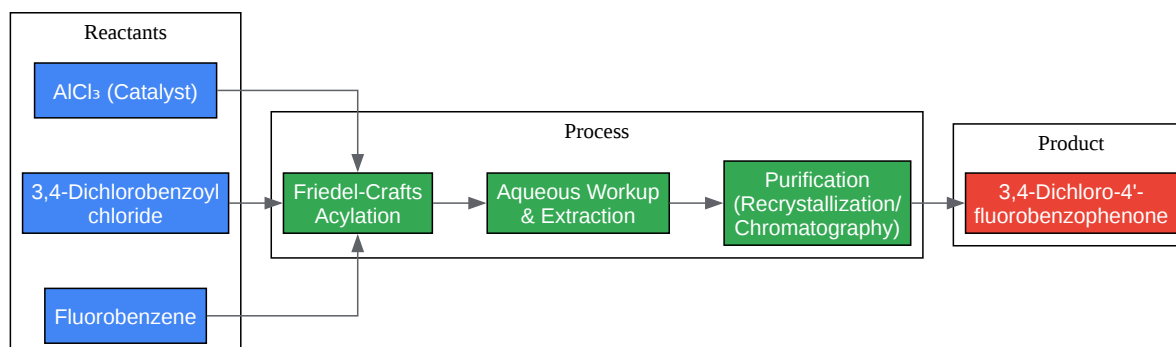 Reactants
AlCl₃ (Catalyst)
3,4-Dichlorobenzoyl
chloride
Fluorobenzene
Process
Friedel-Crafts
Acylation
Aqueous Workup
& Extraction
Purification
(Recrystallization/
Chromatography)
Product
3,4-Dichloro-4'-
fluorobenzophenone